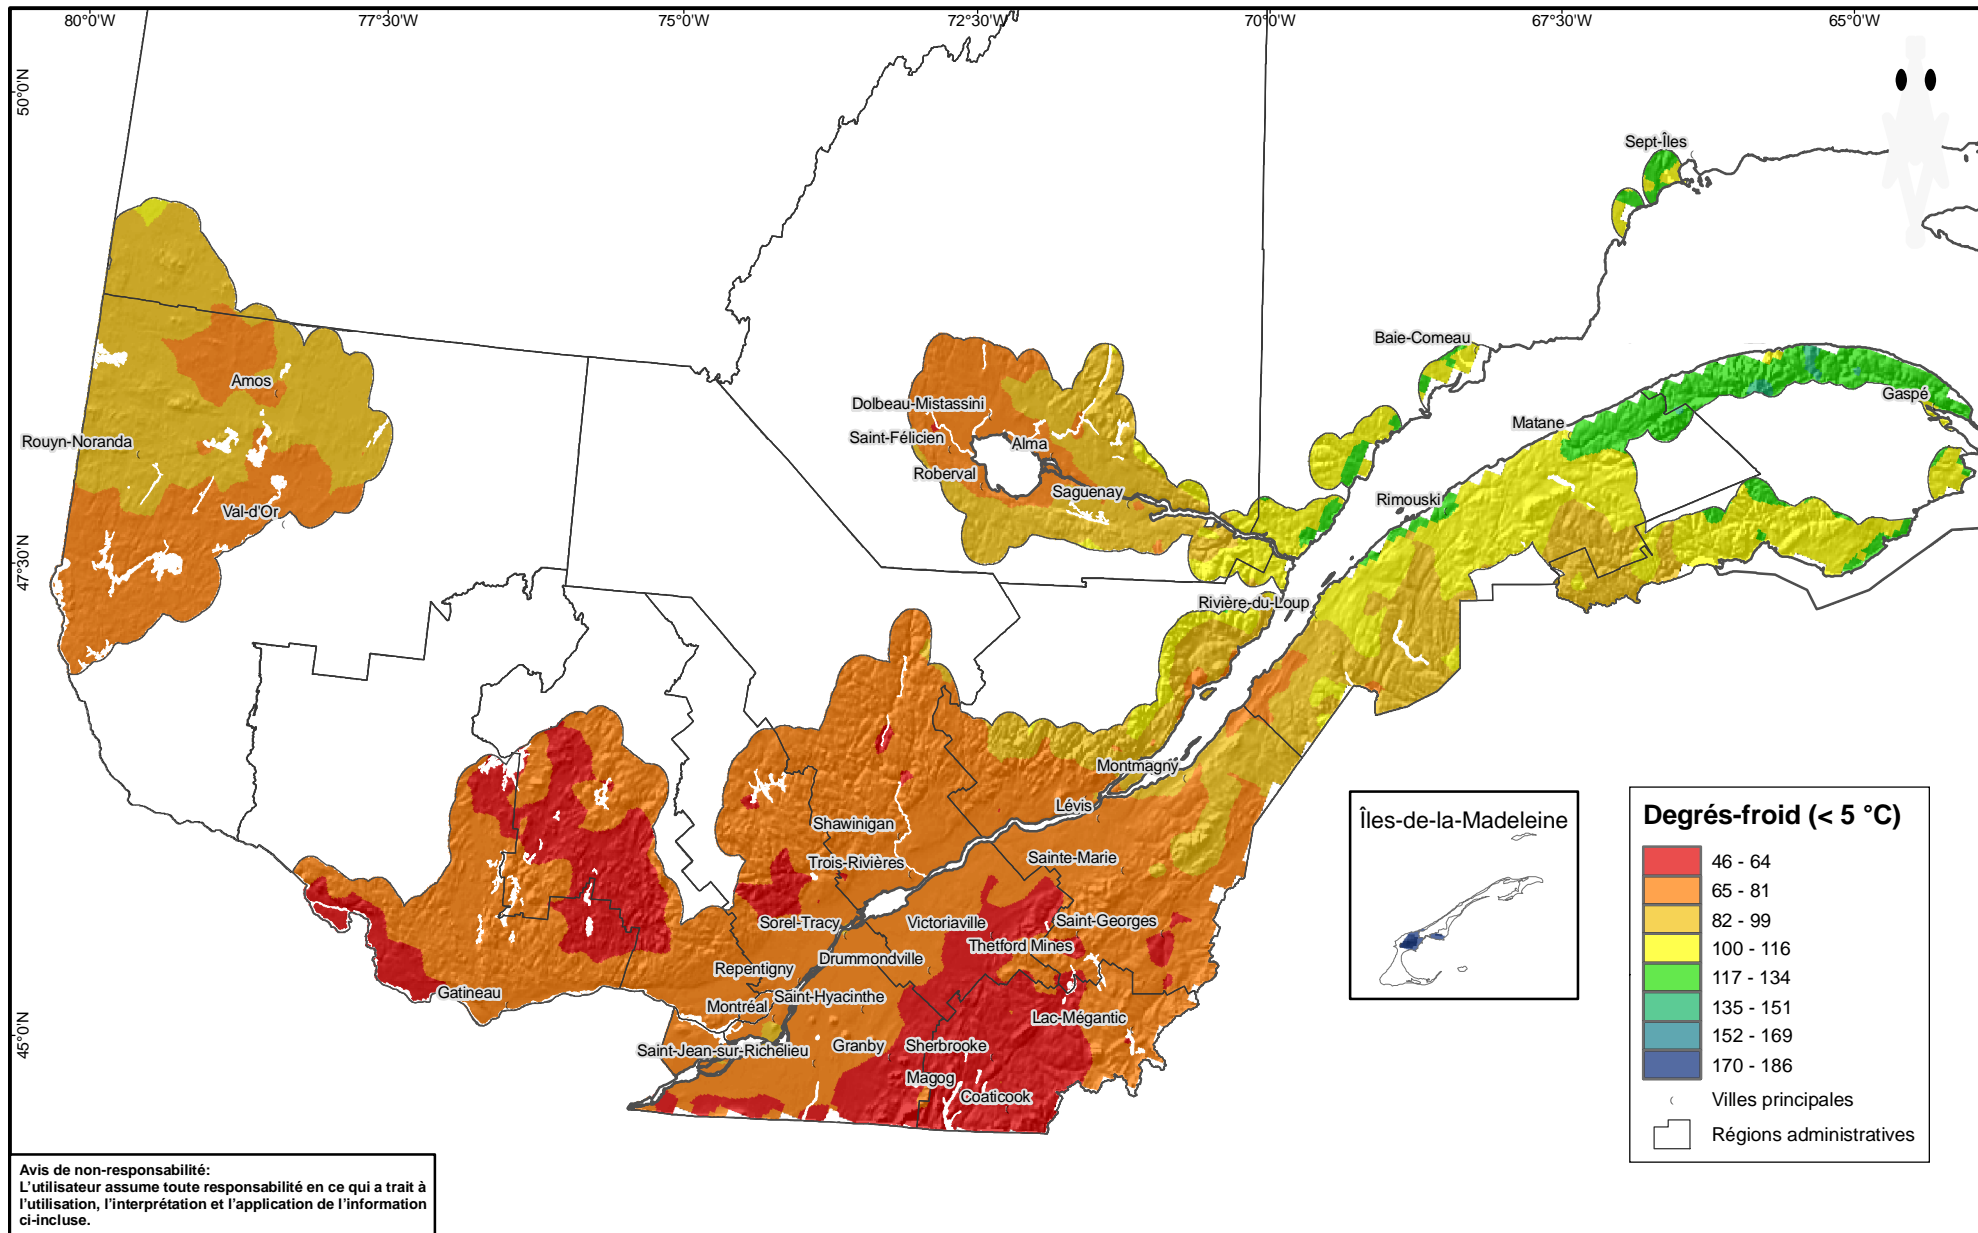 80°0'W
77°30'W
75°0'W
72°30'W
70°0'W
67°30'W
65°0'W
50°0'N
47°30'N
45°0'N
Sept-Îles
Baie-Comeau
Amos
Rouyn-Noranda
Val-d'Or
Dolbeau-Mistassini
Saint-Félicien
Alma
Roberval
Saguenay
Gaspé
Matane
Rimouski
Rivière-du-Loup
Montmagny
Lévis
Shawinigan
Trois-Rivières
Sainte-Marie
Sorel-Tracy
Victoriaville
Saint-Georges
Thetford Mines
Drummondville
Repentigny
Gatineau
Montréal
Saint-Hyacinthe
Lac-Mégantic
Saint-Jean-sur-Richelieu
Granby
Sherbrooke
Magog
Coaticook
Îles-de-la-Madeleine
Degrés-froid (< 5 °C)
46 - 64
65 - 81
82 - 99
100 - 116
117 - 134
135 - 151
152 - 169
170 - 186
Villes principales
Régions administratives
Avis de non-responsabilité:
L'utilisateur assume toute responsabilité en ce qui a trait à
l'utilisation, l'interprétation et l'application de l'information
ci-incluse.